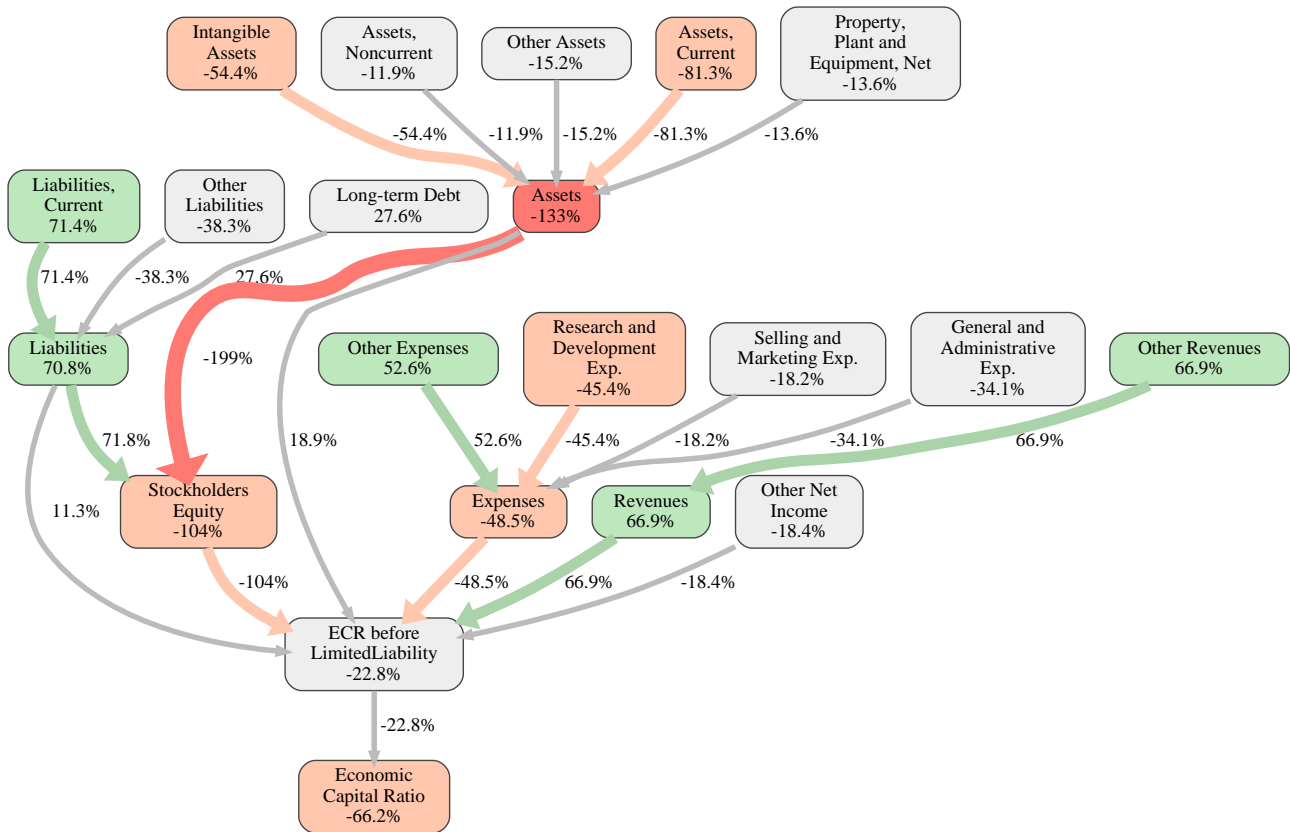 Intangible
Assets
-54.4%
Assets,
Noncurrent
-11.9%
Other Assets
-15.2%
Assets,
Current
-81.3%
Property,
Plant and
Equipment, Net
-13.6%
-54.4%
-11.9%
-15.2%
-81.3%
-13.6%
Liabilities,
Current
71.4%
Other
Liabilities
-38.3%
Long-term Debt
27.6%
Assets
-133%
71.4%
-38.3%
27.6%
-199%
Liabilities
70.8%
Other Expenses
52.6%
Research and
Development
Exp.
-45.4%
Selling and
Marketing Exp.
-18.2%
General and
Administrative
Exp.
-34.1%
Other Revenues
66.9%
71.8%
18.9%
52.6%
-45.4%
-18.2%
-34.1%
66.9%
11.3%
Stockholders
Equity
-104%
Expenses
-48.5%
Revenues
66.9%
Other Net
Income
-18.4%
-104%
-48.5%
66.9%
-18.4%
ECR before
LimitedLiability
-22.8%
-22.8%
Economic
Capital Ratio
-66.2%